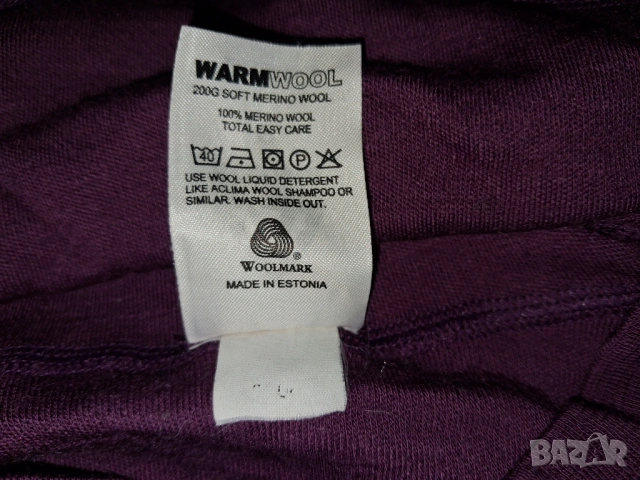 WARMWOOL
200G SOFT MERINO WOOL
100% MERINO WOOL
TOTAL EASY CARE
40 P
USE WOOL LIQUID DETERGENT
LIKE ACLIMA WOOL SHAMPOO OR
SIMILAR. WASH INSIDE OUT.
®
WOOLMARK
MADE IN ESTONIA
BAZAR